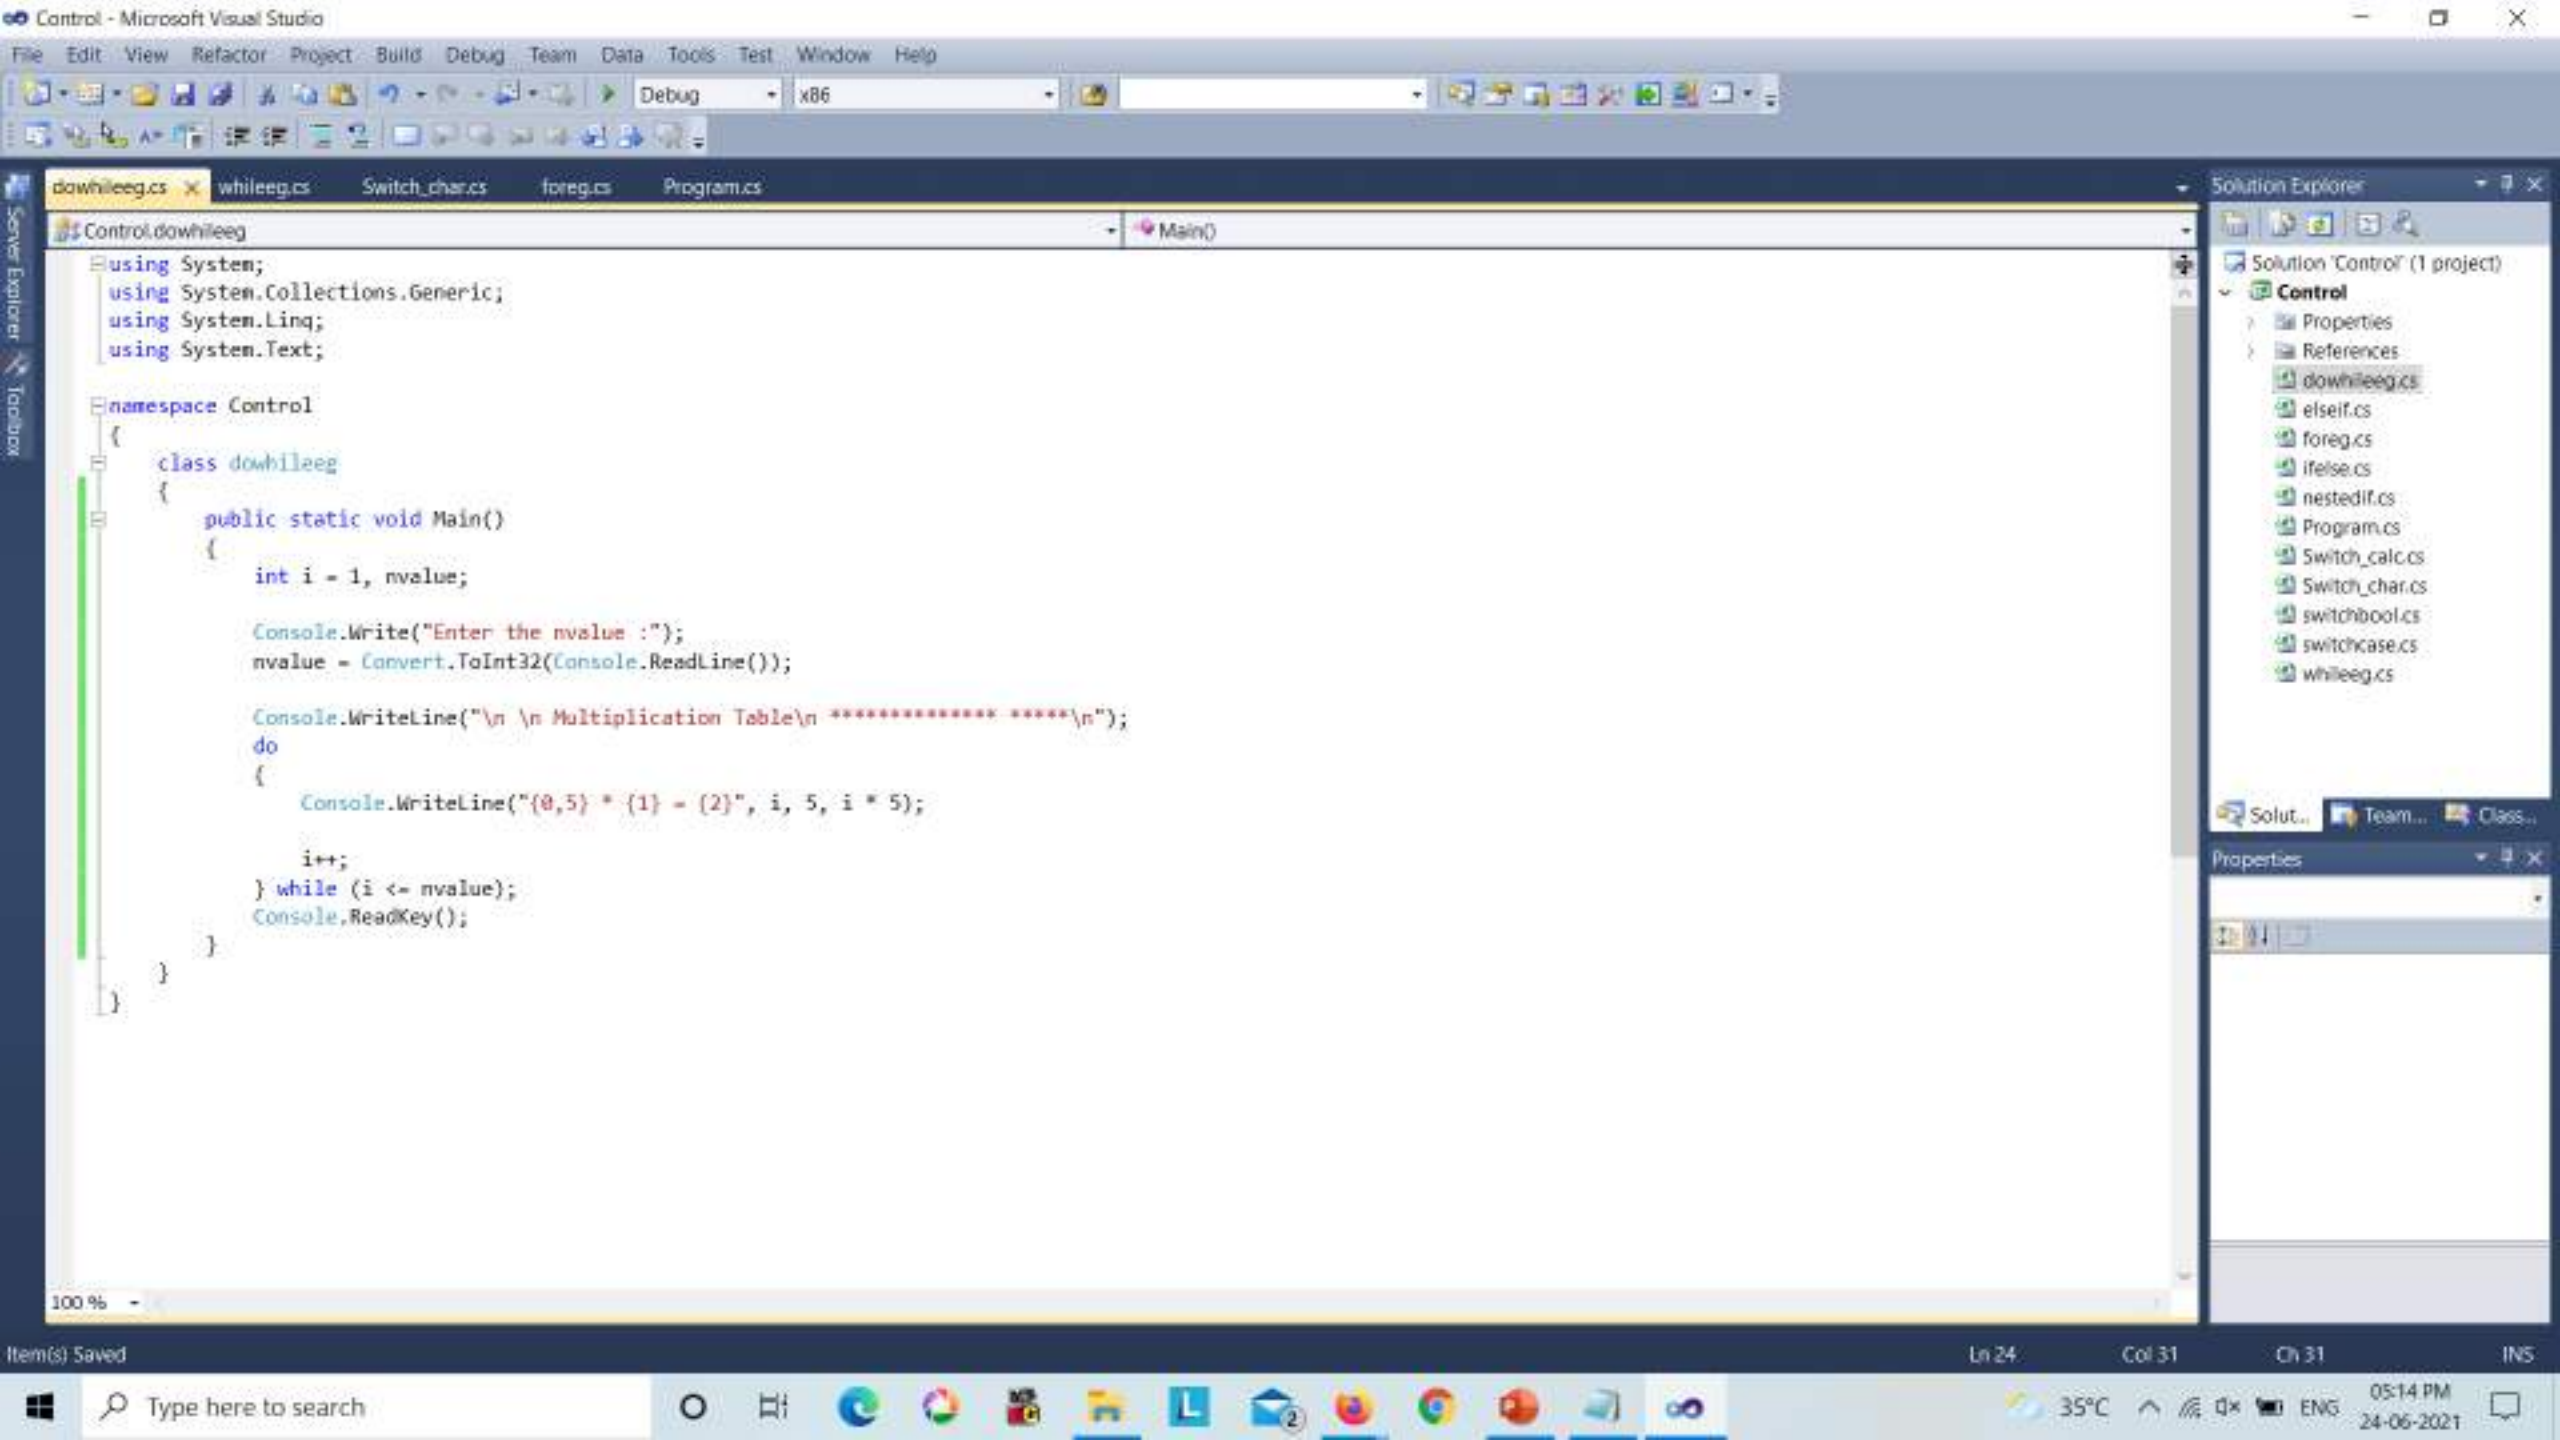 Control - Microsoft Visual Studio
File Edit View Refactor Project Build Debug Team Data Tools Test Window Help
Debug x86
dowhileeg.cs whileeg.cs Switch_char.cs foreg.cs Program.cs
Control.dowhileeg Main()
Server Explorer
Toolbox
using System;
using System.Collections.Generic;
using System.Linq;
using System.Text;
namespace Control
{
class dowhileeg
{
public static void Main()
{
int i = 1, nvalue;
Console.Write("Enter the nvalue :");
nvalue = Convert.ToInt32(Console.ReadLine());
Console.WriteLine("\n \n Multiplication Table\n ************** *****\n");
do
{
Console.WriteLine("{0,5} * {1} = {2}", i, 5, i * 5);
i++;
} while (i <= nvalue);
Console.ReadKey();
}
}
}
100 %
Solution Explorer
Solution 'Control' (1 project)
Control
Properties
References
dowhileeg.cs
elseif.cs
foreg.cs
ifelse.cs
nestedif.cs
Program.cs
Switch_calc.cs
Switch_char.cs
switchbool.cs
switchcase.cs
whileeg.cs
Solut... Team... Class...
Properties
Item(s) Saved Ln 24 Col 31 Ch 31 INS
Type here to search
L
2
35°C ENG 05:14 PM
24-06-2021